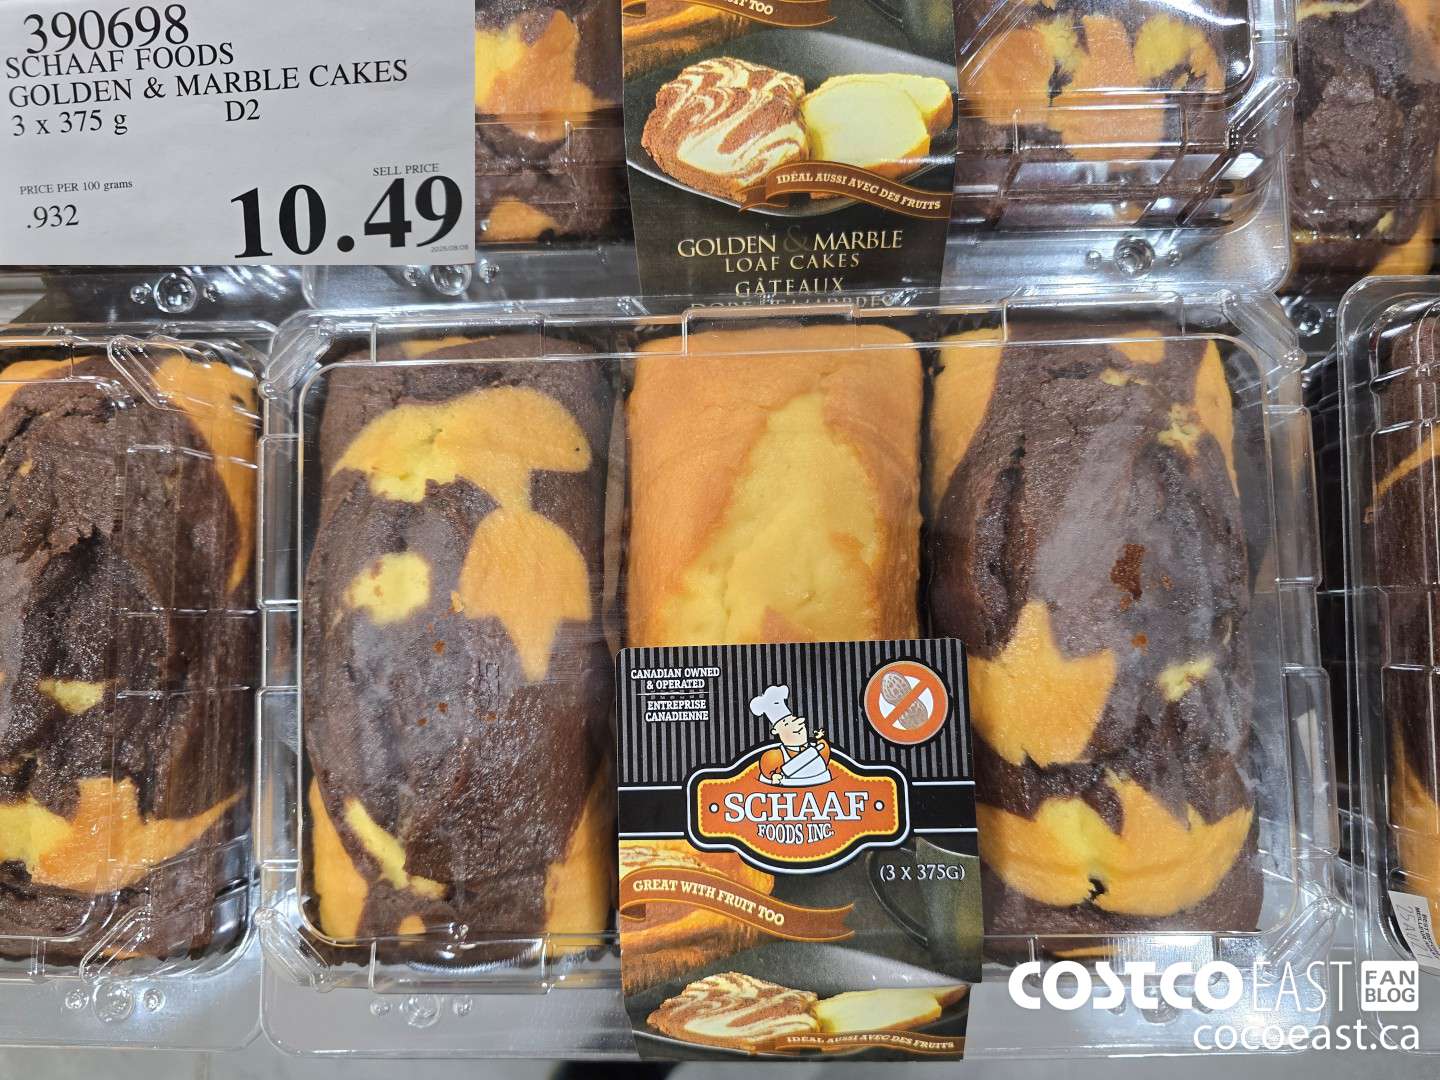 390698
SCHAAF FOODS
GOLDEN & MARBLE CAKES
3 x 375 g D2
PRICE PER 100 grams
.932
SELL PRICE
10.49
TOO
IDÉAL AUSSI AVEC DES FRUITS
GOLDEN & MARBLE
LOAF CAKES
GÂTEAUX
CANADIAN OWNED
& OPERATED
ENTREPRISE
CANADIENNE
SCHAAF
FOODS INC.
(3 X 375G)
GREAT WITH FRUIT TOO
IDÉAL AUSSI AVEC DES FRUITS
COSTCO EAST FAN
BLOG
cocoeast.ca